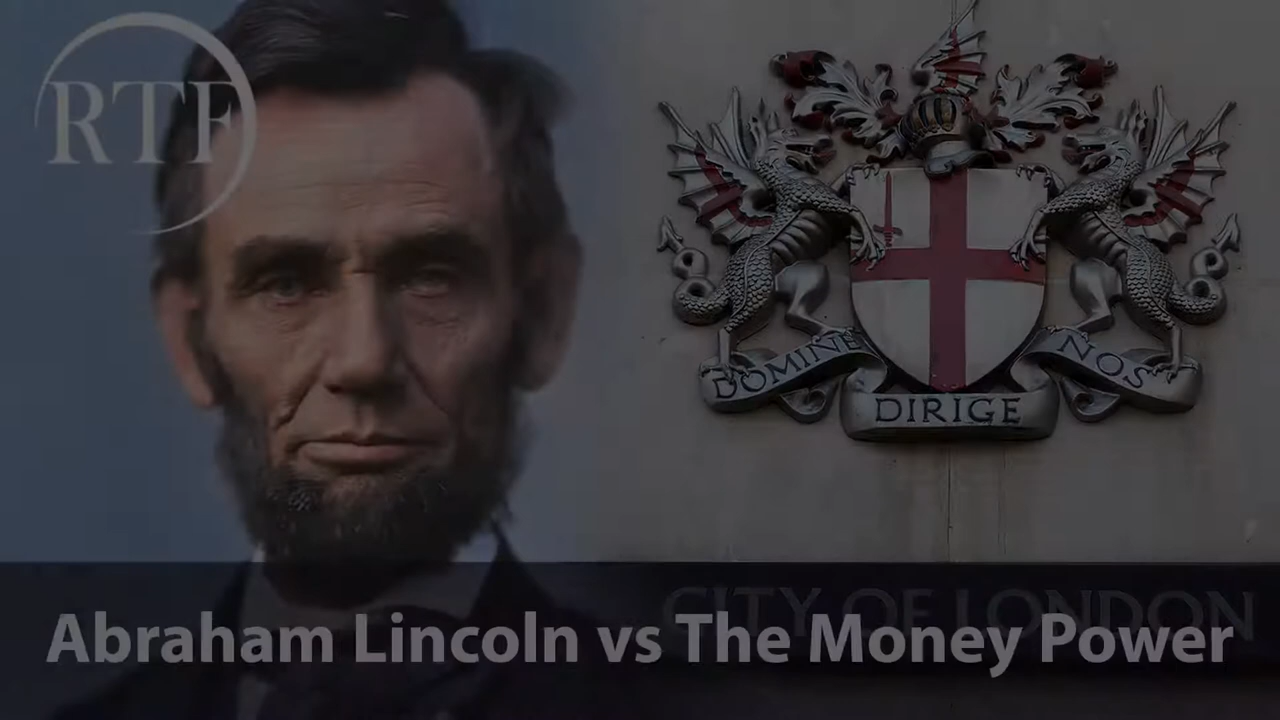 RTF
DOMINE
DIRIGE
NOS
CITY OF LONDON
Abraham Lincoln vs The Money Power